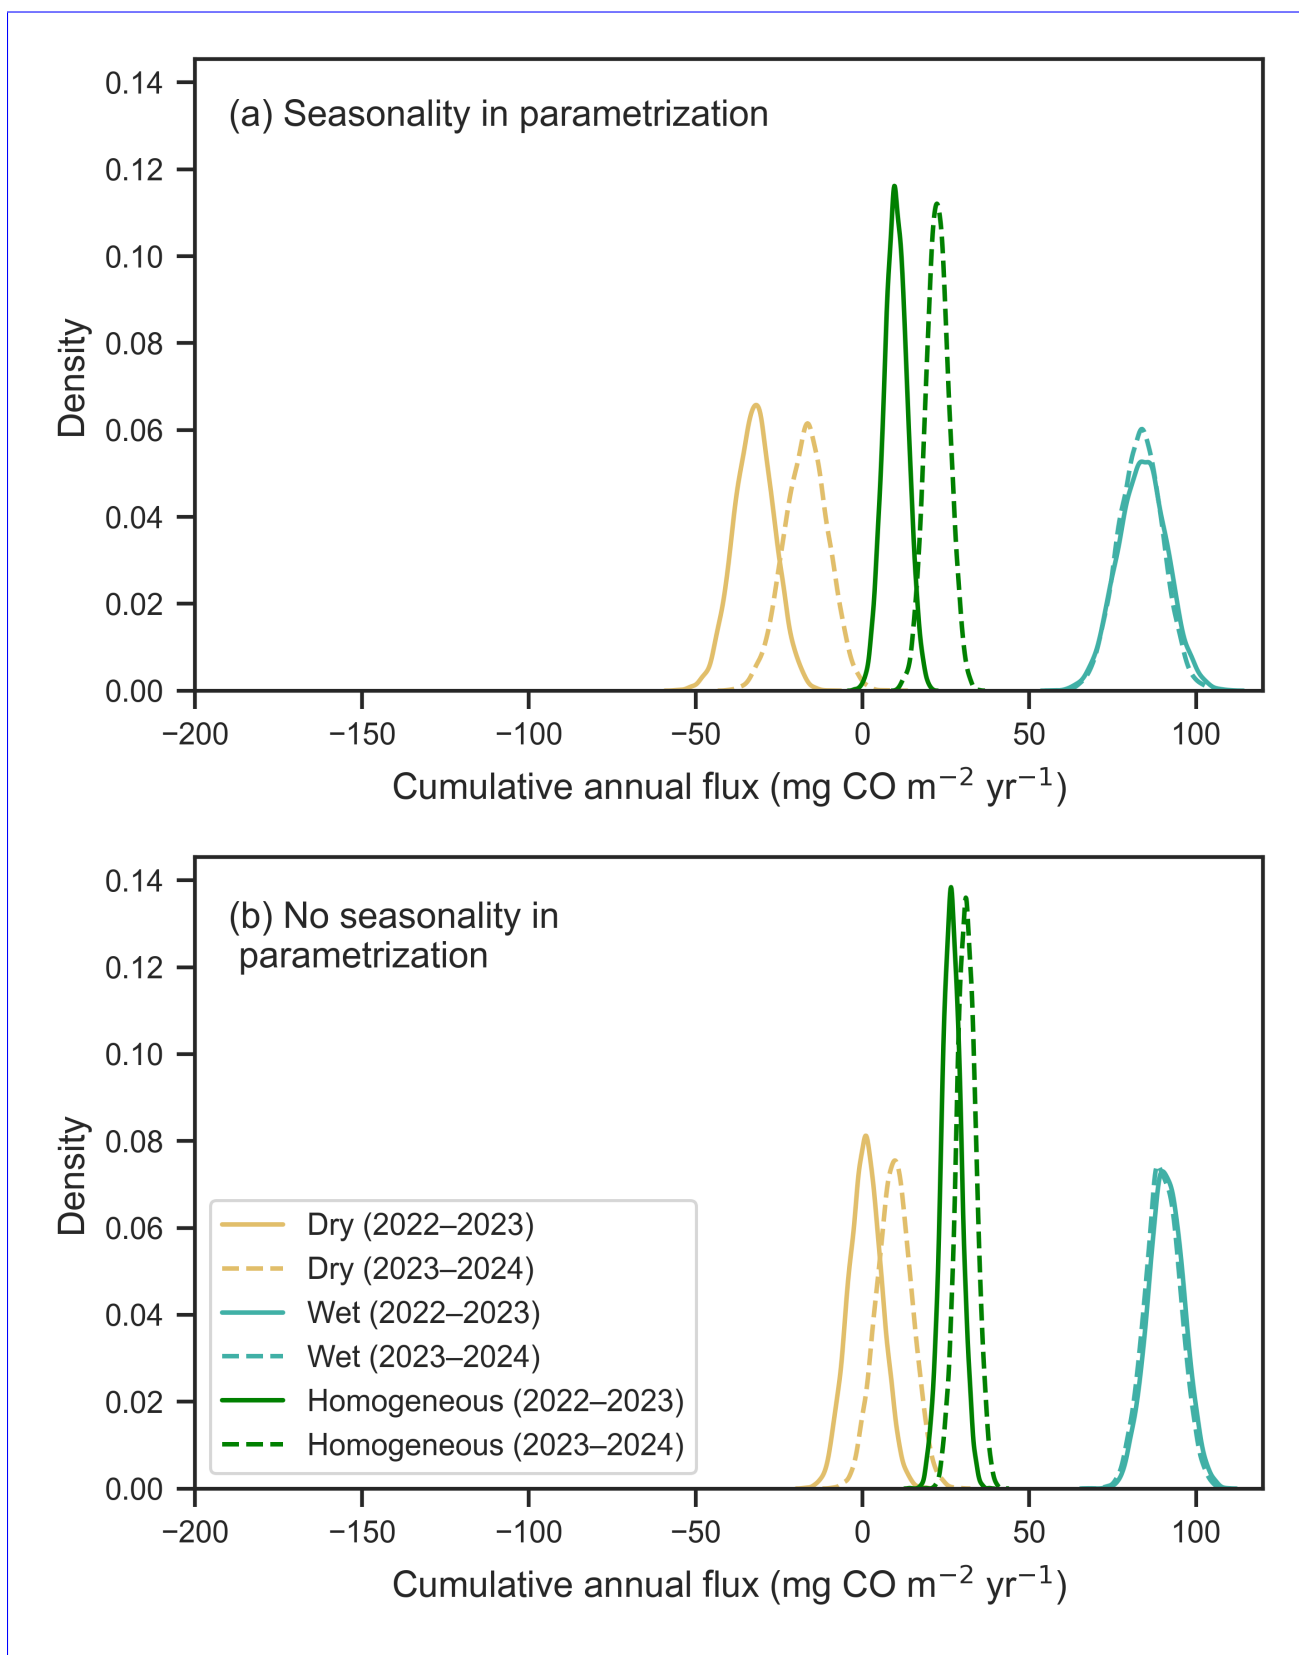 (a) Seasonality in parametrization
0.14
0.12
0.10
0.08
0.06
0.04
0.02
0.00
Density
−200 −150 −100 −50 0 50 100
Cumulative annual flux (mg CO m⁻² yr⁻¹)
(b) No seasonality in
parametrization
0.14
0.12
0.10
0.08
0.06
0.04
0.02
0.00
Density
Dry (2022–2023)
Dry (2023–2024)
Wet (2022–2023)
Wet (2023–2024)
Homogeneous (2022–2023)
Homogeneous (2023–2024)
−200 −150 −100 −50 0 50 100
Cumulative annual flux (mg CO m⁻² yr⁻¹)